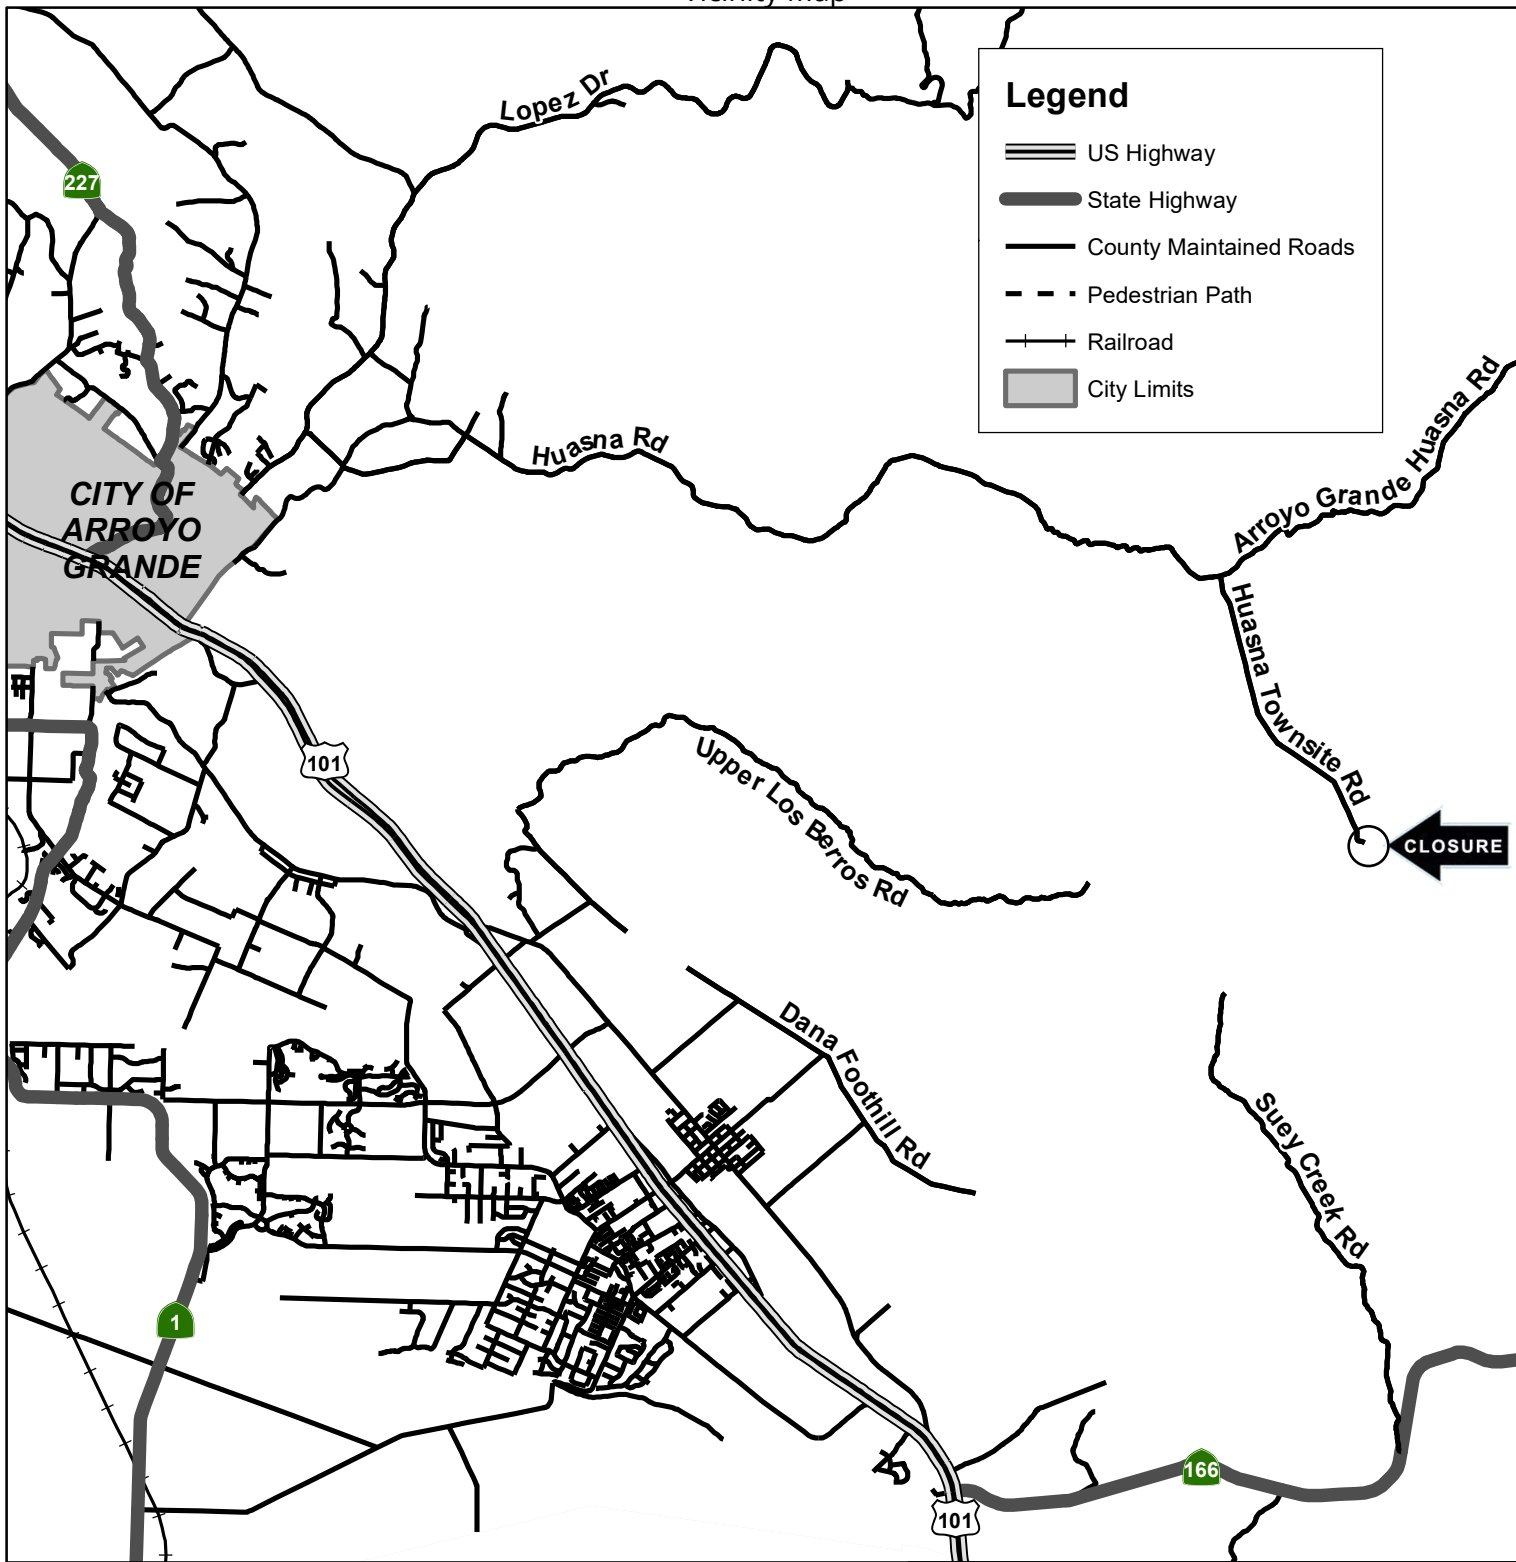 Vicinity Map
Lopez Dr
Legend
US Highway
State Highway
County Maintained Roads
Pedestrian Path
Railroad
City Limits
227
Huasna Rd
Arroyo Grande Huasna Rd
CITY OF
ARROYO
GRANDE
Huasna Townsite Rd
101
Upper Los Berros Rd
CLOSURE
Dana Foothill Rd
Suey Creek Rd
1
166
101